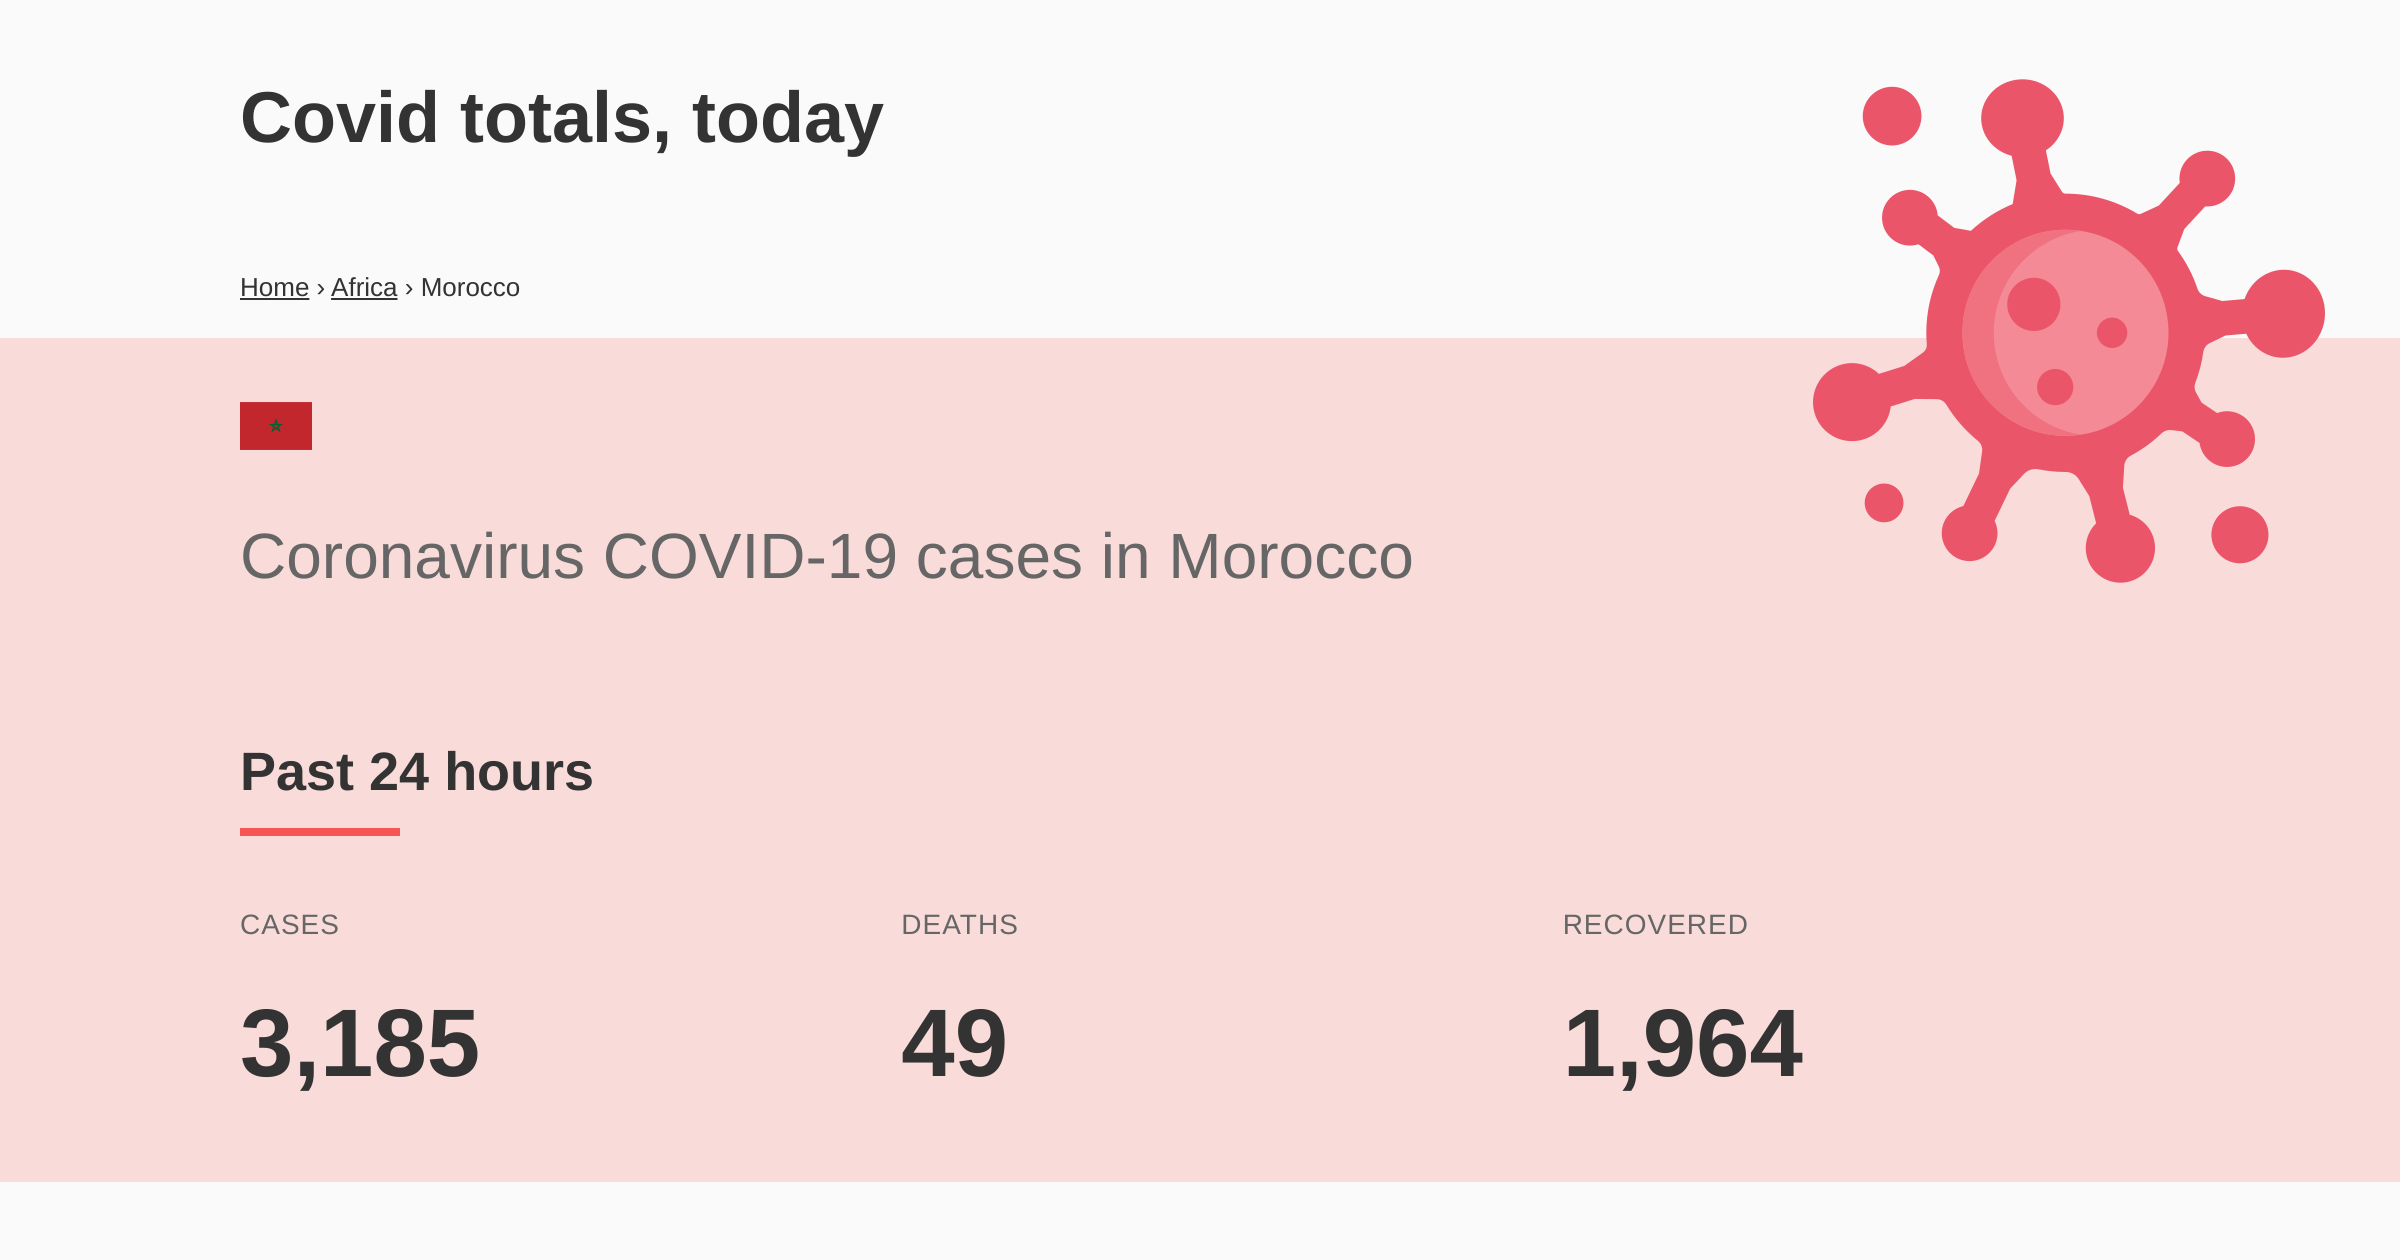 Covid totals, today
Home › Africa › Morocco
Coronavirus COVID-19 cases in Morocco
Past 24 hours
CASES DEATHS RECOVERED
3,185 49 1,964